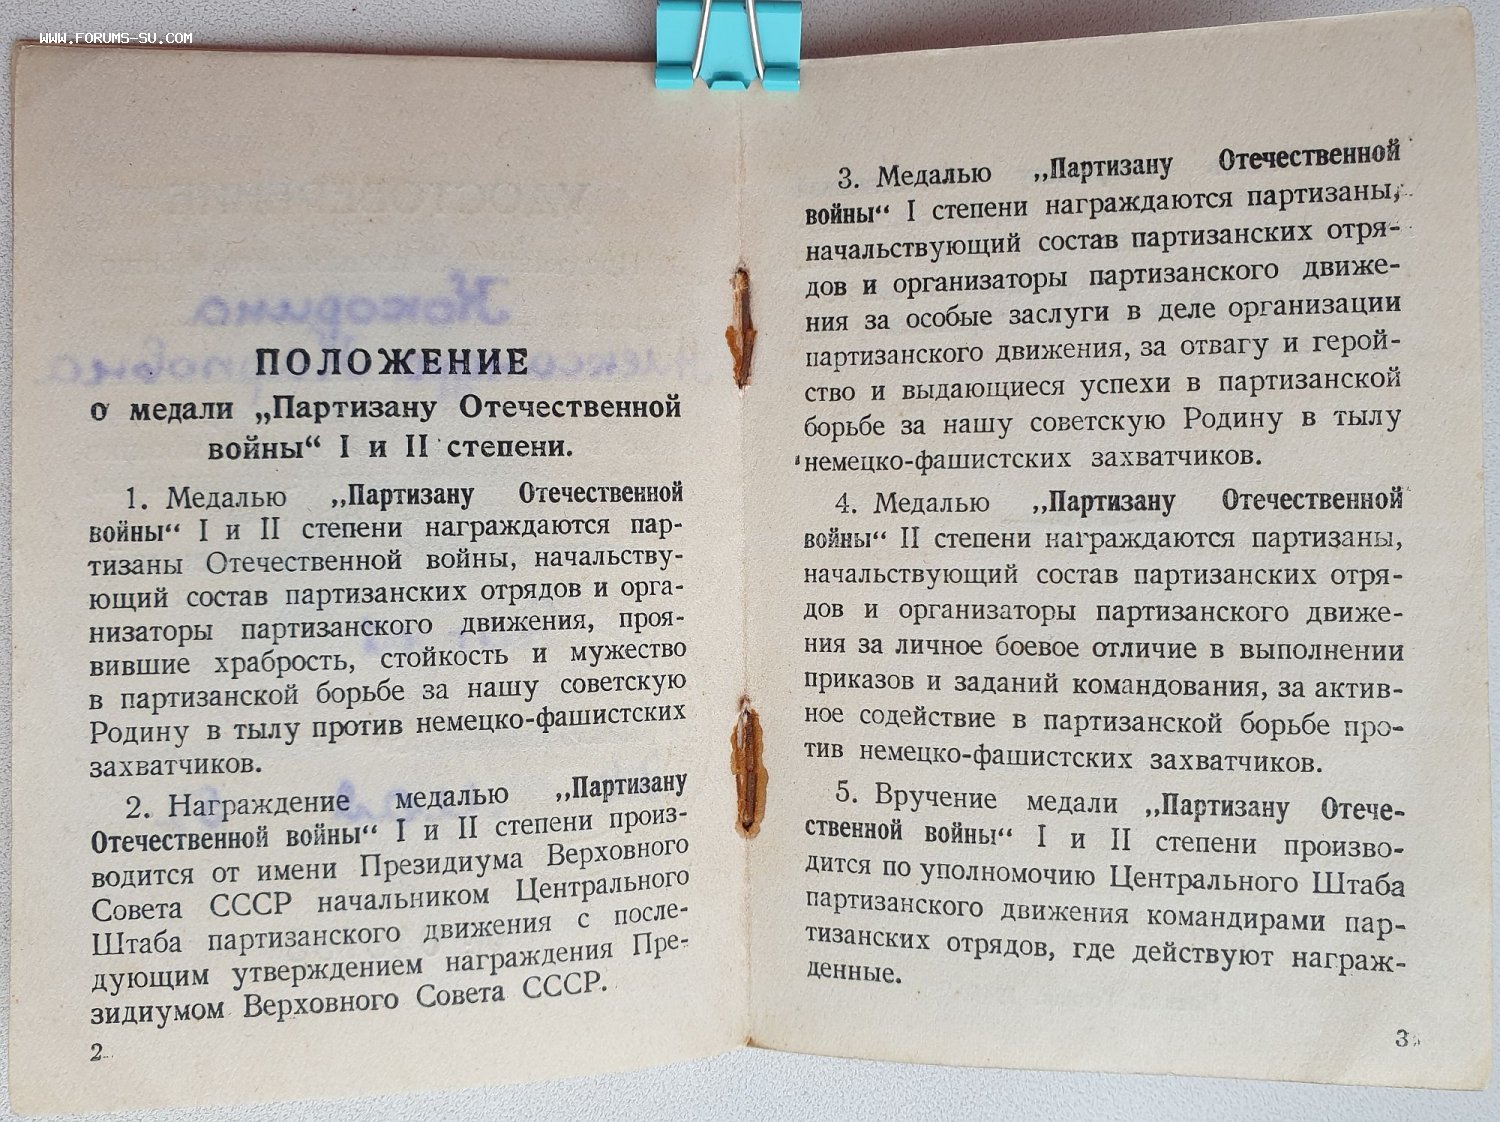 WWW.FORUMS-SU.COM
ПОЛОЖЕНИЕ
о медали „Партизану Отечественной
войны“ I и II степени.
1. Медалью „Партизану Отечественной
войны“ I и II степени награждаются пар-
тизаны Отечественной войны, начальству-
ющий состав партизанских отрядов и орга-
низаторы партизанского движения, проя-
вившие храбрость, стойкость и мужество
в партизанской борьбе за нашу советскую
Родину в тылу против немецко-фашистских
захватчиков.
2. Награждение медалью „Партизану
Отечественной войны“ I и II степени произ-
водится от имени Президиума Верховного
Совета СССР начальником Центрального
Штаба партизанского движения с после-
дующим утверждением награждения Пре-
зидиумом Верховного Совета СССР.
2
3. Медалью „Партизану Отечественной
войны“ I степени награждаются партизаны,
начальствующий состав партизанских отря-
дов и организаторы партизанского движе-
ния за особые заслуги в деле организации
партизанского движения, за отвагу и герой-
ство и выдающиеся успехи в партизанской
борьбе за нашу советскую Родину в тылу
немецко-фашистских захватчиков.
4. Медалью „Партизану Отечественной
войны“ II степени награждаются партизаны,
начальствующий состав партизанских отря-
дов и организаторы партизанского движе-
ния за личное боевое отличие в выполнении
приказов и заданий командования, за актив-
ное содействие в партизанской борьбе про-
тив немецко-фашистских захватчиков.
5. Вручение медали „Партизану Отече-
ственной войны“ I и II степени произво-
дится по уполномочию Центрального Штаба
партизанского движения командирами пар-
тизанских отрядов, где действуют награж-
денные.
3